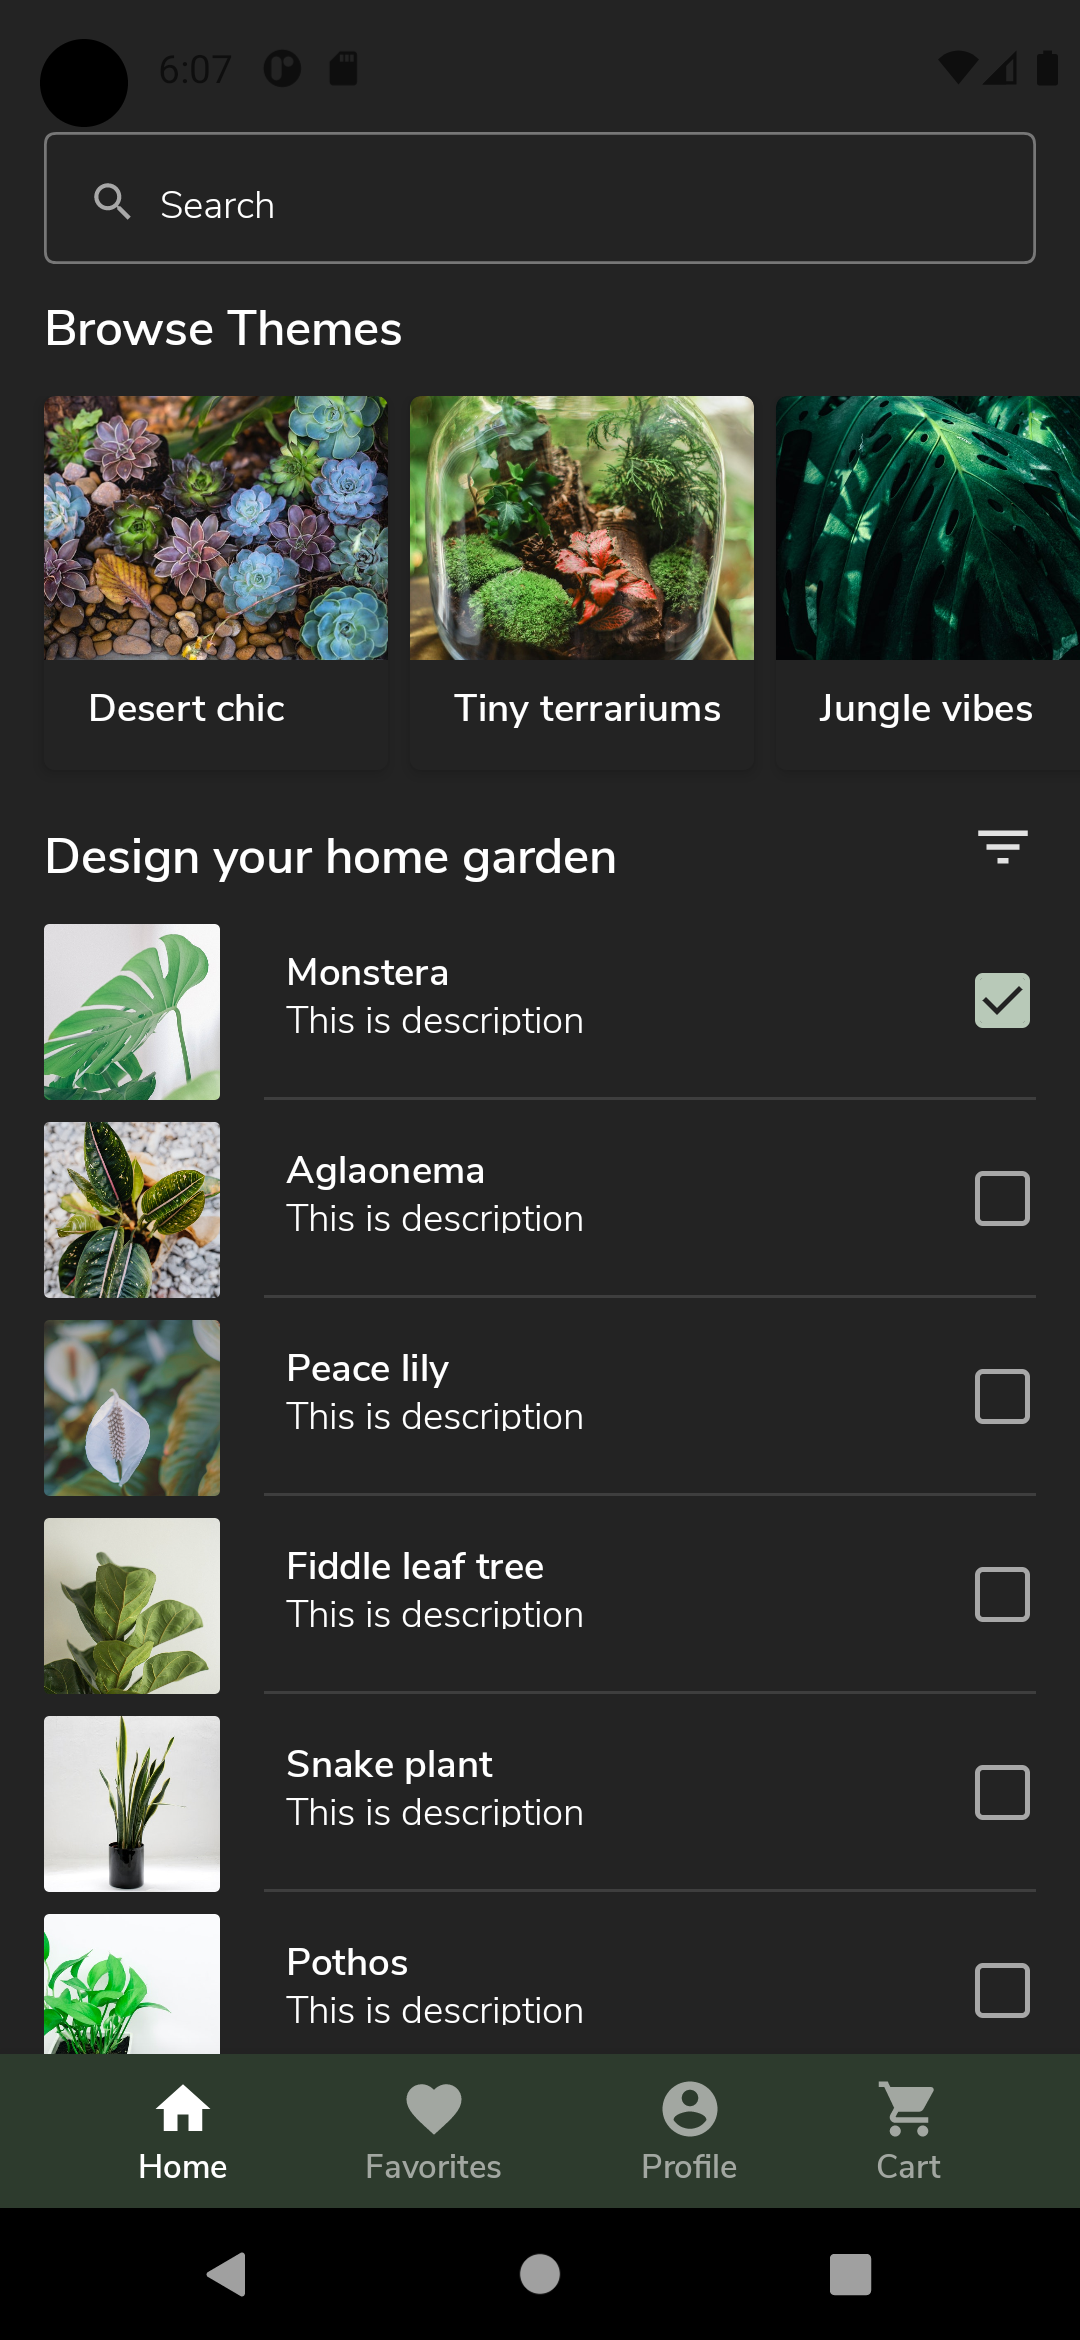 6:07
Search
Browse Themes
Desert chic
Tiny terrariums
Jungle vibes
Design your home garden
Monstera
This is description
Aglaonema
This is description
Peace lily
This is description
Fiddle leaf tree
This is description
Snake plant
This is description
Pothos
This is description
Home
Favorites
Profile
Cart